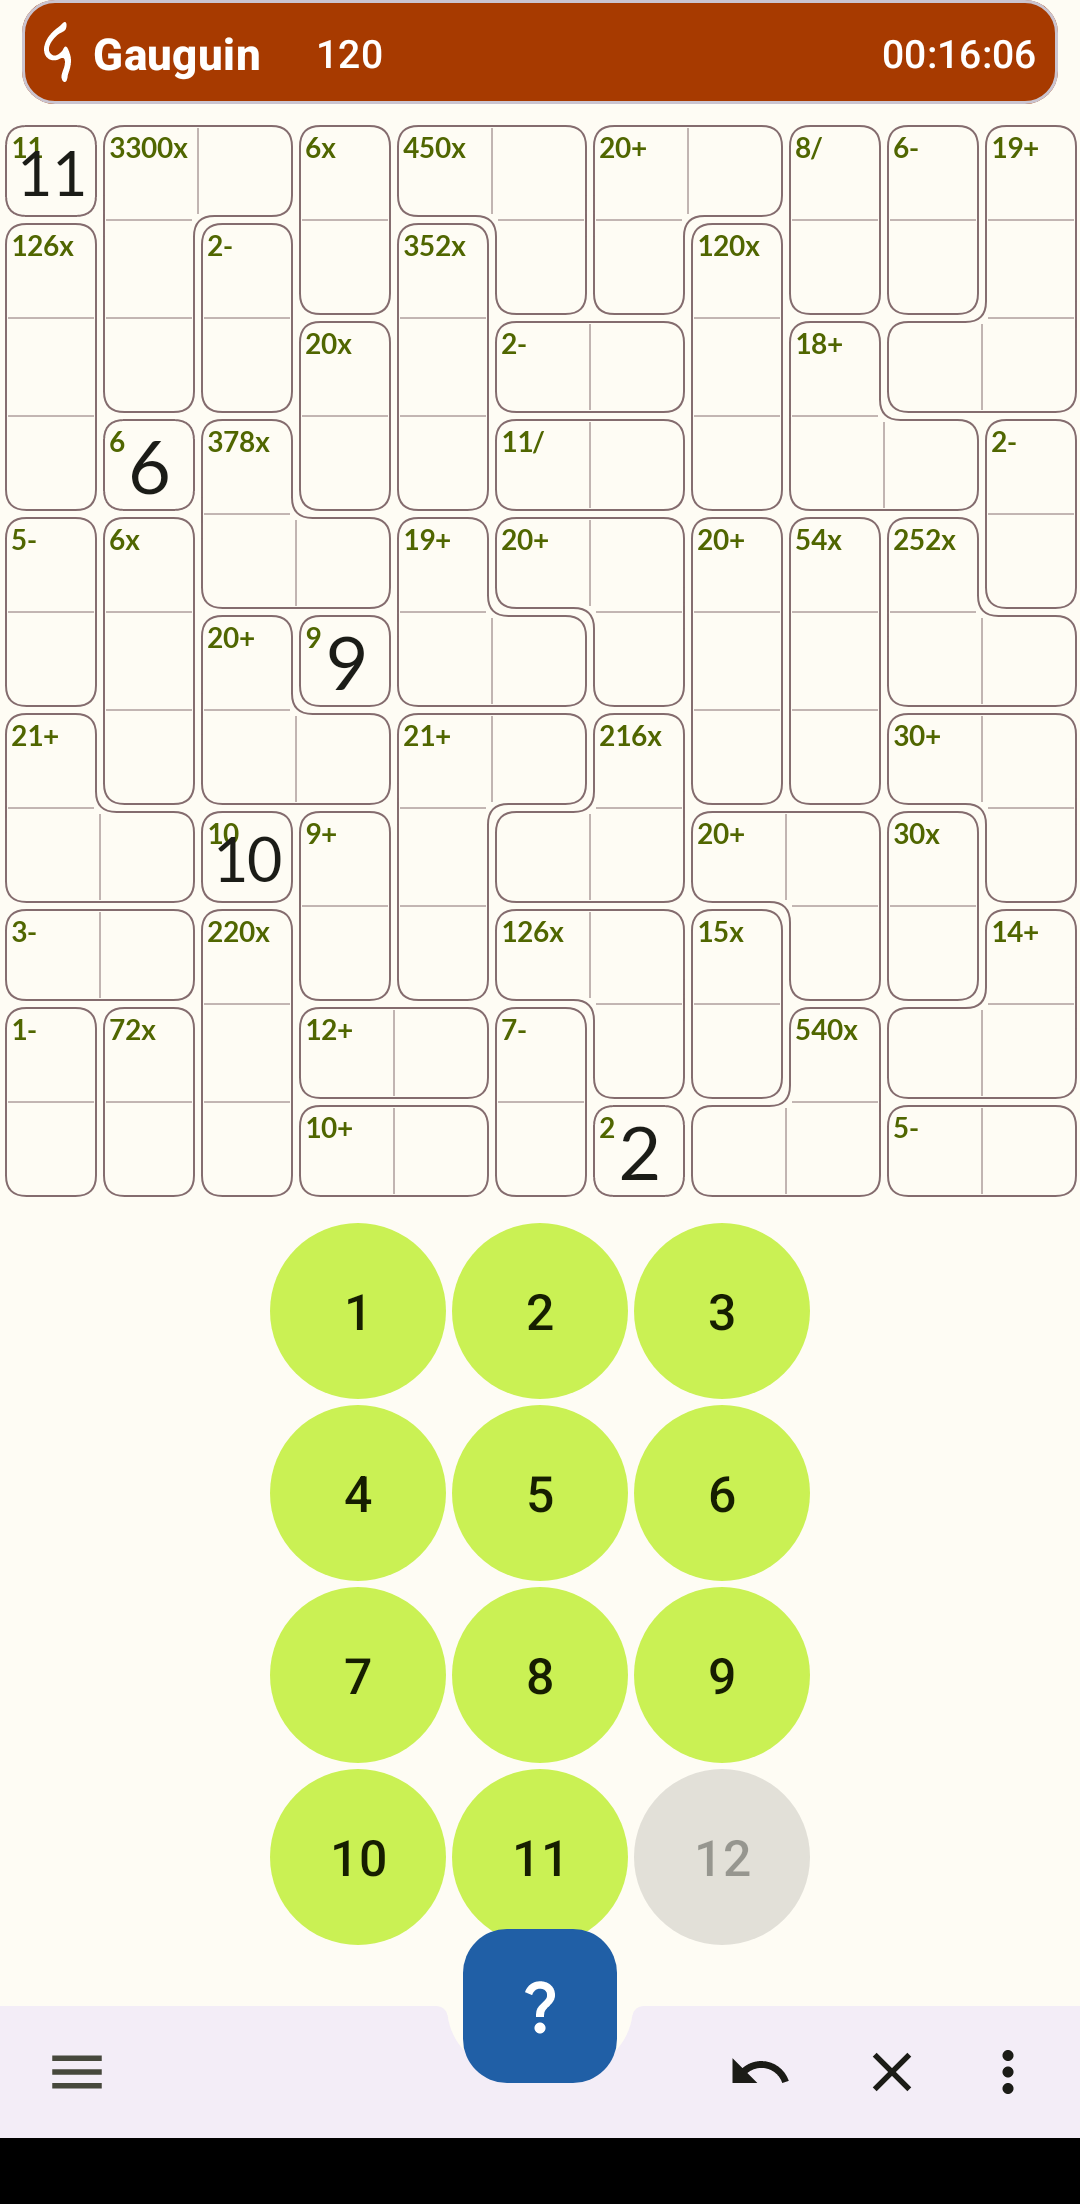 Gauguin 120 00:16:06
11 3300x 6x 450x 20+ 8/ 6- 19+
11
126x 2- 352x 120x
20x 2- 18+
6 378x 11/ 2-
6
5- 6x 19+ 20+ 20+ 54x 252x
20+ 9
9
21+ 21+ 216x 30+
10 9+ 20+ 30x
10
3- 220x 126x 15x 14+
1- 72x 12+ 7- 540x
10+ 2 5-
2
1 2 3
4 5 6
7 8 9
10 11 12
?